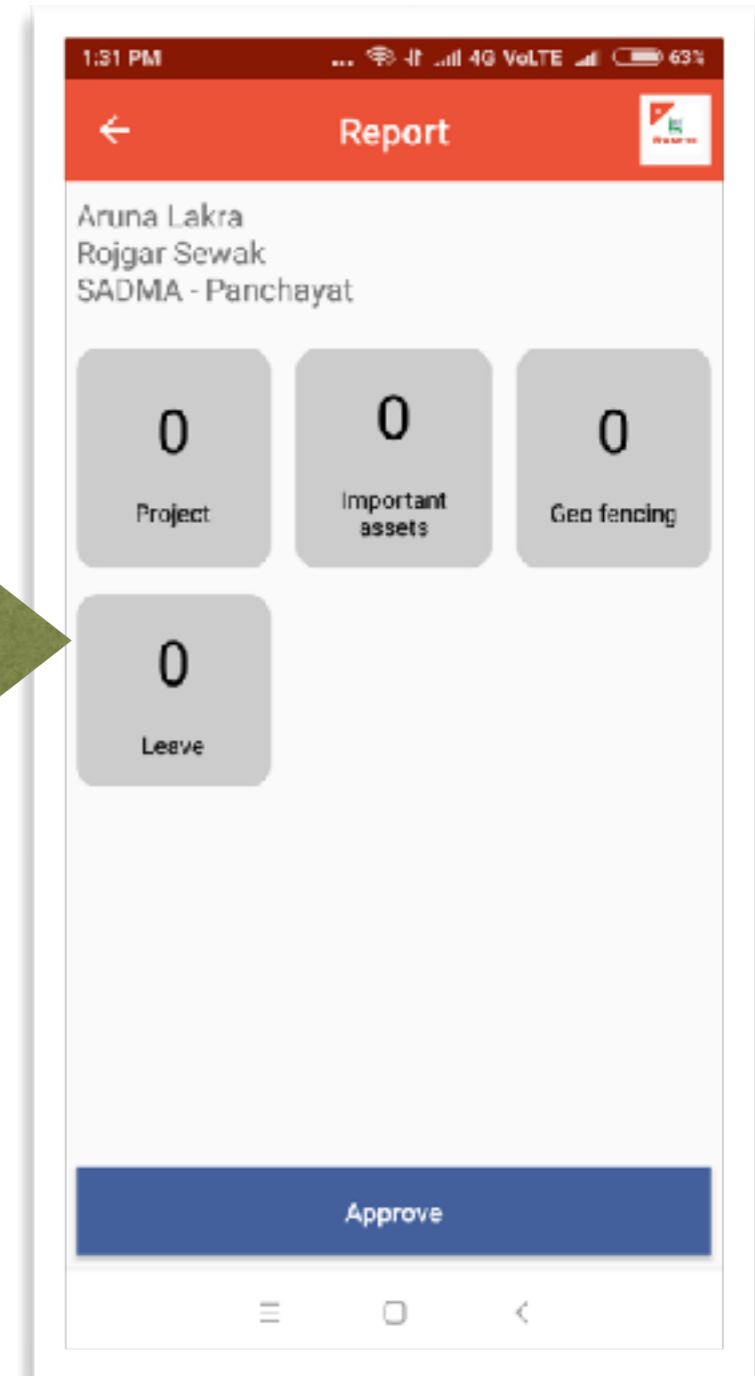 1:31 PM ... 4G VoLTE 63%
Report
Aruna Lakra
Rojgar Sewak
SADMA - Panchayat
0 0 0
Project Important assets Geo fencing
0
Leave
Approve